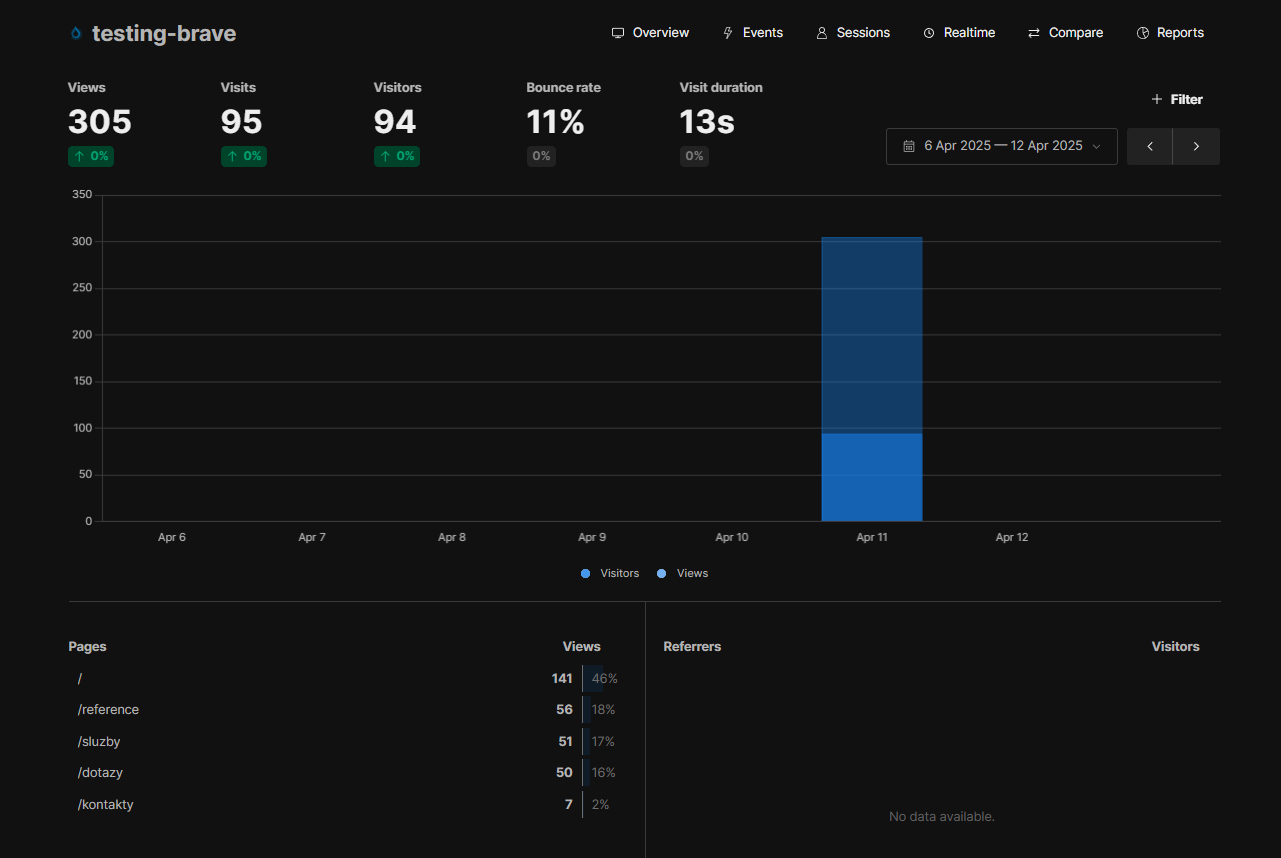 testing-brave
Overview Events Sessions Realtime Compare Reports
Views Visits Visitors Bounce rate Visit duration
305 95 94 11% 13s
↑ 0% ↑ 0% ↑ 0% 0% 0%
+ Filter
6 Apr 2025 — 12 Apr 2025
350
300
250
200
150
100
50
0
Apr 6 Apr 7 Apr 8 Apr 9 Apr 10 Apr 11 Apr 12
Visitors Views
Pages Views
/ 141 46%
/reference 56 18%
/sluzby 51 17%
/dotazy 50 16%
/kontakty 7 2%
Referrers Visitors
No data available.